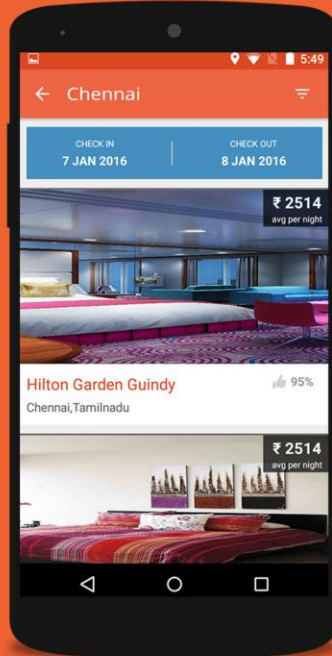 5:49
Chennai
CHECK IN
7 JAN 2016
CHECK OUT
8 JAN 2016
₹ 2514
avg per night
Hilton Garden Guindy
95%
Chennai,Tamilnadu
₹ 2514
avg per night